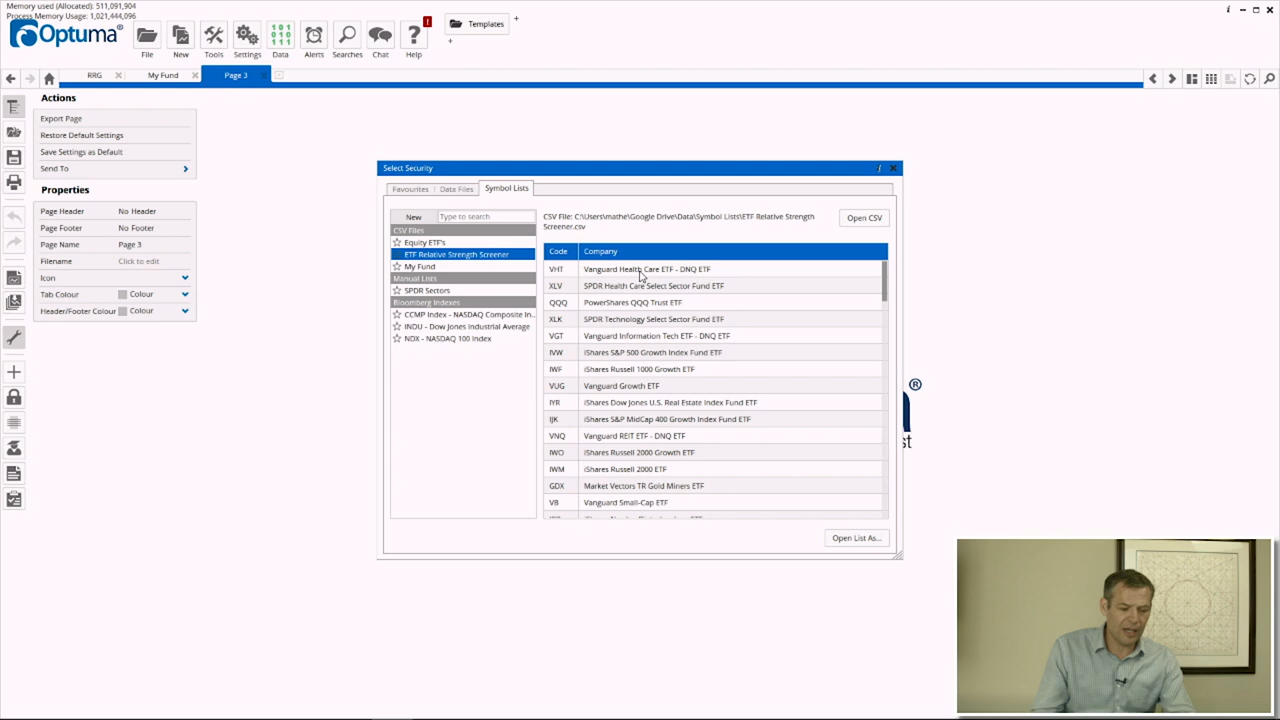 Memory used (Allocated): 511,091,904
Process Memory Usage: 1,021,444,096
Optuma®
File
New
Tools
Settings
Data
Alerts
Searches
Chat
Help
Templates
RRG
My Fund
Page 3
Actions
Export Page
Restore Default Settings
Save Settings as Default
Send To
Properties
Page Header No Header
Page Footer No Footer
Page Name Page 3
Filename Click to edit
Icon
Tab Colour Colour
Header/Footer Colour Colour
Select Security
Favourites Data Files Symbol Lists
New Type to search
CSV Files
Equity ETF's
ETF Relative Strength Screener
My Fund
Manual Lists
SPDR Sectors
Bloomberg Indexes
CCMP Index - NASDAQ Composite In...
INDU - Dow Jones Industrial Average
NDX - NASDAQ 100 Index
CSV File: C:\Users\mathe\Google Drive\Data\Symbol Lists\ETF Relative Strength
Screener.csv
Open CSV
Code Company
VHT Vanguard Health Care ETF - DNQ ETF
XLV SPDR Health Care Select Sector Fund ETF
QQQ PowerShares QQQ Trust ETF
XLK SPDR Technology Select Sector Fund ETF
VGT Vanguard Information Tech ETF - DNQ ETF
IVW iShares S&P 500 Growth Index Fund ETF
IWF iShares Russell 1000 Growth ETF
VUG Vanguard Growth ETF
IYR iShares Dow Jones U.S. Real Estate Index Fund ETF
IJK iShares S&P MidCap 400 Growth Index Fund ETF
VNQ Vanguard REIT ETF - DNQ ETF
IWO iShares Russell 2000 Growth ETF
IWM iShares Russell 2000 ETF
GDX Market Vectors TR Gold Miners ETF
VB Vanguard Small-Cap ETF
Open List As...
®
st